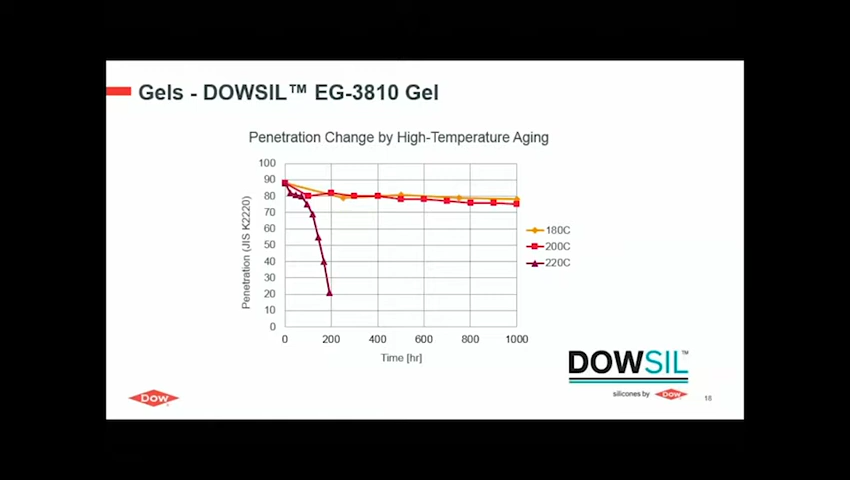 Gels - DOWSIL™ EG-3810 Gel
Penetration Change by High-Temperature Aging
Penetration (JIS K2220)
100
90
80
70
60
50
40
30
20
10
0
0 200 400 600 800 1000
Time [hr]
180C
200C
220C
DOWSIL™
silicones by Dow
Dow
18